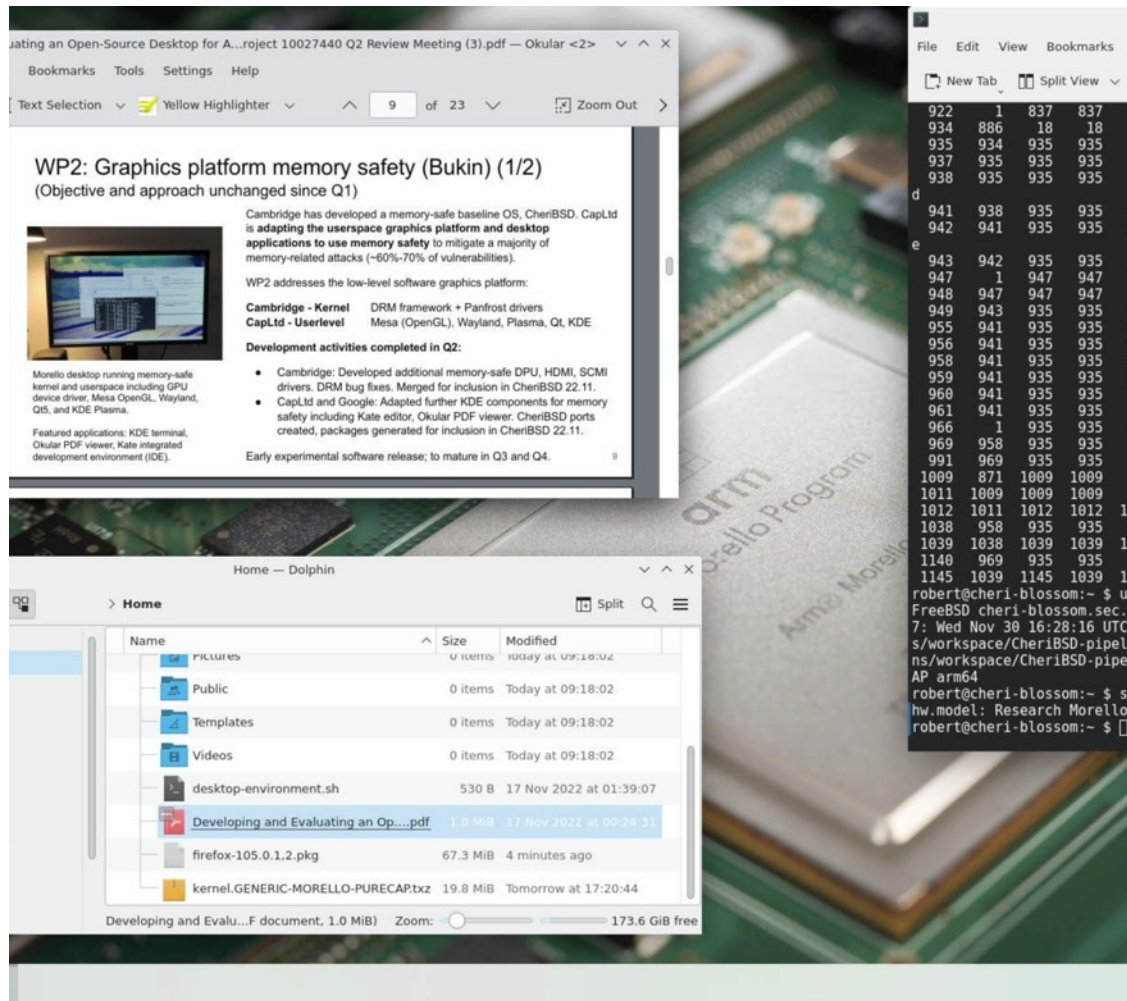 uating an Open-Source Desktop for A...roject 10027440 Q2 Review Meeting (3).pdf — Okular <2>
Bookmarks Tools Settings Help
Text Selection Yellow Highlighter 9 of 23 Zoom Out
WP2: Graphics platform memory safety (Bukin) (1/2)
(Objective and approach unchanged since Q1)
Cambridge has developed a memory-safe baseline OS, CheriBSD. CapLtd
is adapting the userspace graphics platform and desktop
applications to use memory safety to mitigate a majority of
memory-related attacks (~60%-70% of vulnerabilities).
WP2 addresses the low-level software graphics platform:
Cambridge - Kernel DRM framework + Panfrost drivers
CapLtd - Userlevel Mesa (OpenGL), Wayland, Plasma, Qt, KDE
Development activities completed in Q2:
● Cambridge: Developed additional memory-safe DPU, HDMI, SCMI
drivers. DRM bug fixes. Merged for inclusion in CheriBSD 22.11.
● CapLtd and Google: Adapted further KDE components for memory
safety including Kate editor, Okular PDF viewer. CheriBSD ports
created, packages generated for inclusion in CheriBSD 22.11.
Early experimental software release; to mature in Q3 and Q4.
9
Morello desktop running memory-safe
kernel and userspace including GPU
device driver, Mesa OpenGL, Wayland,
Qt5, and KDE Plasma.
Featured applications: KDE terminal,
Okular PDF viewer, Kate integrated
development environment (IDE).
arm
Morello Program
Arm® Morello
Home — Dolphin
> Home Split
Name Size Modified
Pictures 0 items Today at 09:18:02
Public 0 items Today at 09:18:02
Templates 0 items Today at 09:18:02
Videos 0 items Today at 09:18:02
desktop-environment.sh 530 B 17 Nov 2022 at 01:39:07
Developing and Evaluating an Op....pdf 1.0 MiB 17 Nov 2022 at 00:24:31
firefox-105.0.1,2.pkg 67.3 MiB 4 minutes ago
kernel.GENERIC-MORELLO-PURECAP.txz 19.8 MiB Tomorrow at 17:20:44
Developing and Evalu...F document, 1.0 MiB) Zoom: 173.6 GiB free
File Edit View Bookmarks
New Tab Split View
922 1 837 837
934 886 18 18
935 934 935 935
937 935 935 935
938 935 935 935
d
941 938 935 935
942 941 935 935
e
943 942 935 935
947 1 947 947
948 947 947 947
949 943 935 935
955 941 935 935
956 941 935 935
958 941 935 935
959 941 935 935
960 941 935 935
961 941 935 935
966 1 935 935
969 958 935 935
991 969 935 935
1009 871 1009 1009
1011 1009 1009 1009
1012 1011 1012 1012 1
1038 958 935 935
1039 1038 1039 1039 1
1140 969 935 935
1145 1039 1145 1039 1
robert@cheri-blossom:~ $ u
FreeBSD cheri-blossom.sec.
7: Wed Nov 30 16:28:16 UTC
s/workspace/CheriBSD-pipel
ns/workspace/CheriBSD-pipe
AP arm64
robert@cheri-blossom:~ $ s
hw.model: Research Morello
robert@cheri-blossom:~ $